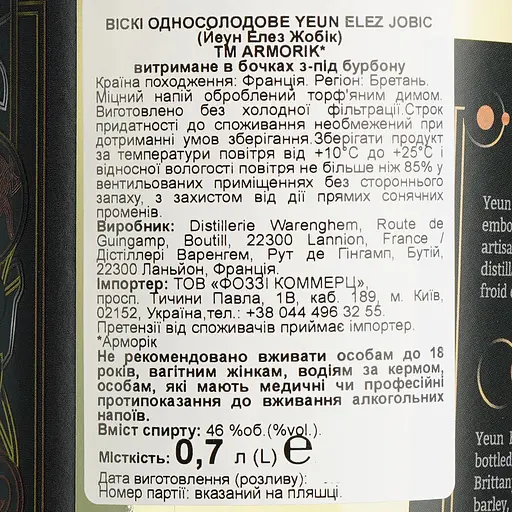 ВІСКІ ОДНОСОЛОДОВЕ YEUN ELEZ JOBIC
(Йеун Елез Жобік)
ТМ ARMORIK*
витримане в бочках з-під бурбону
Країна походження: Франція. Регіон: Бретань.
Міцний напій оброблений торф'яним димом.
Виготовлено без холодної фільтрації.Строк
придатності до споживання необмежений при
дотриманні умов зберігання.Зберігати продукт
за температури повітря від +10°С до +25°С і
відносної вологості повітря не більше ніж 85% у
вентильованих приміщеннях без стороннього
запаху, з захистом від дії прямих сонячних
променів.
Виробник: Distillerie Warenghem, Route de
Guingamp, Boutill, 22300 Lannion, France /
Дістіллері Варенгем, Рут де Гінгамп, Бутій,
22300 Ланьйон, Франція.
Імпортер: ТОВ «ФОЗЗІ КОММЕРЦ»,
просп. Тичини Павла, 1В, каб. 189, м. Київ,
02152, Україна,тел.: +38 044 496 32 55.
Претензії від споживачів приймає імпортер.
*Арморік
Не рекомендовано вживати особам до 18
років, вагітним жінкам, водіям за кермом,
особам, які мають медичні чи професійні
протипоказання до вживання алкогольних
напоїв.
Вміст спирту: 46 %об.(%vol.).
Місткість: 0,7 л (L) ℮
Дата виготовлення (розливу):
Номер партії: вказаний на пляшці.
Yeun
embo
artisa
distill
froid
Yeun
bottled
Brittan
barley,